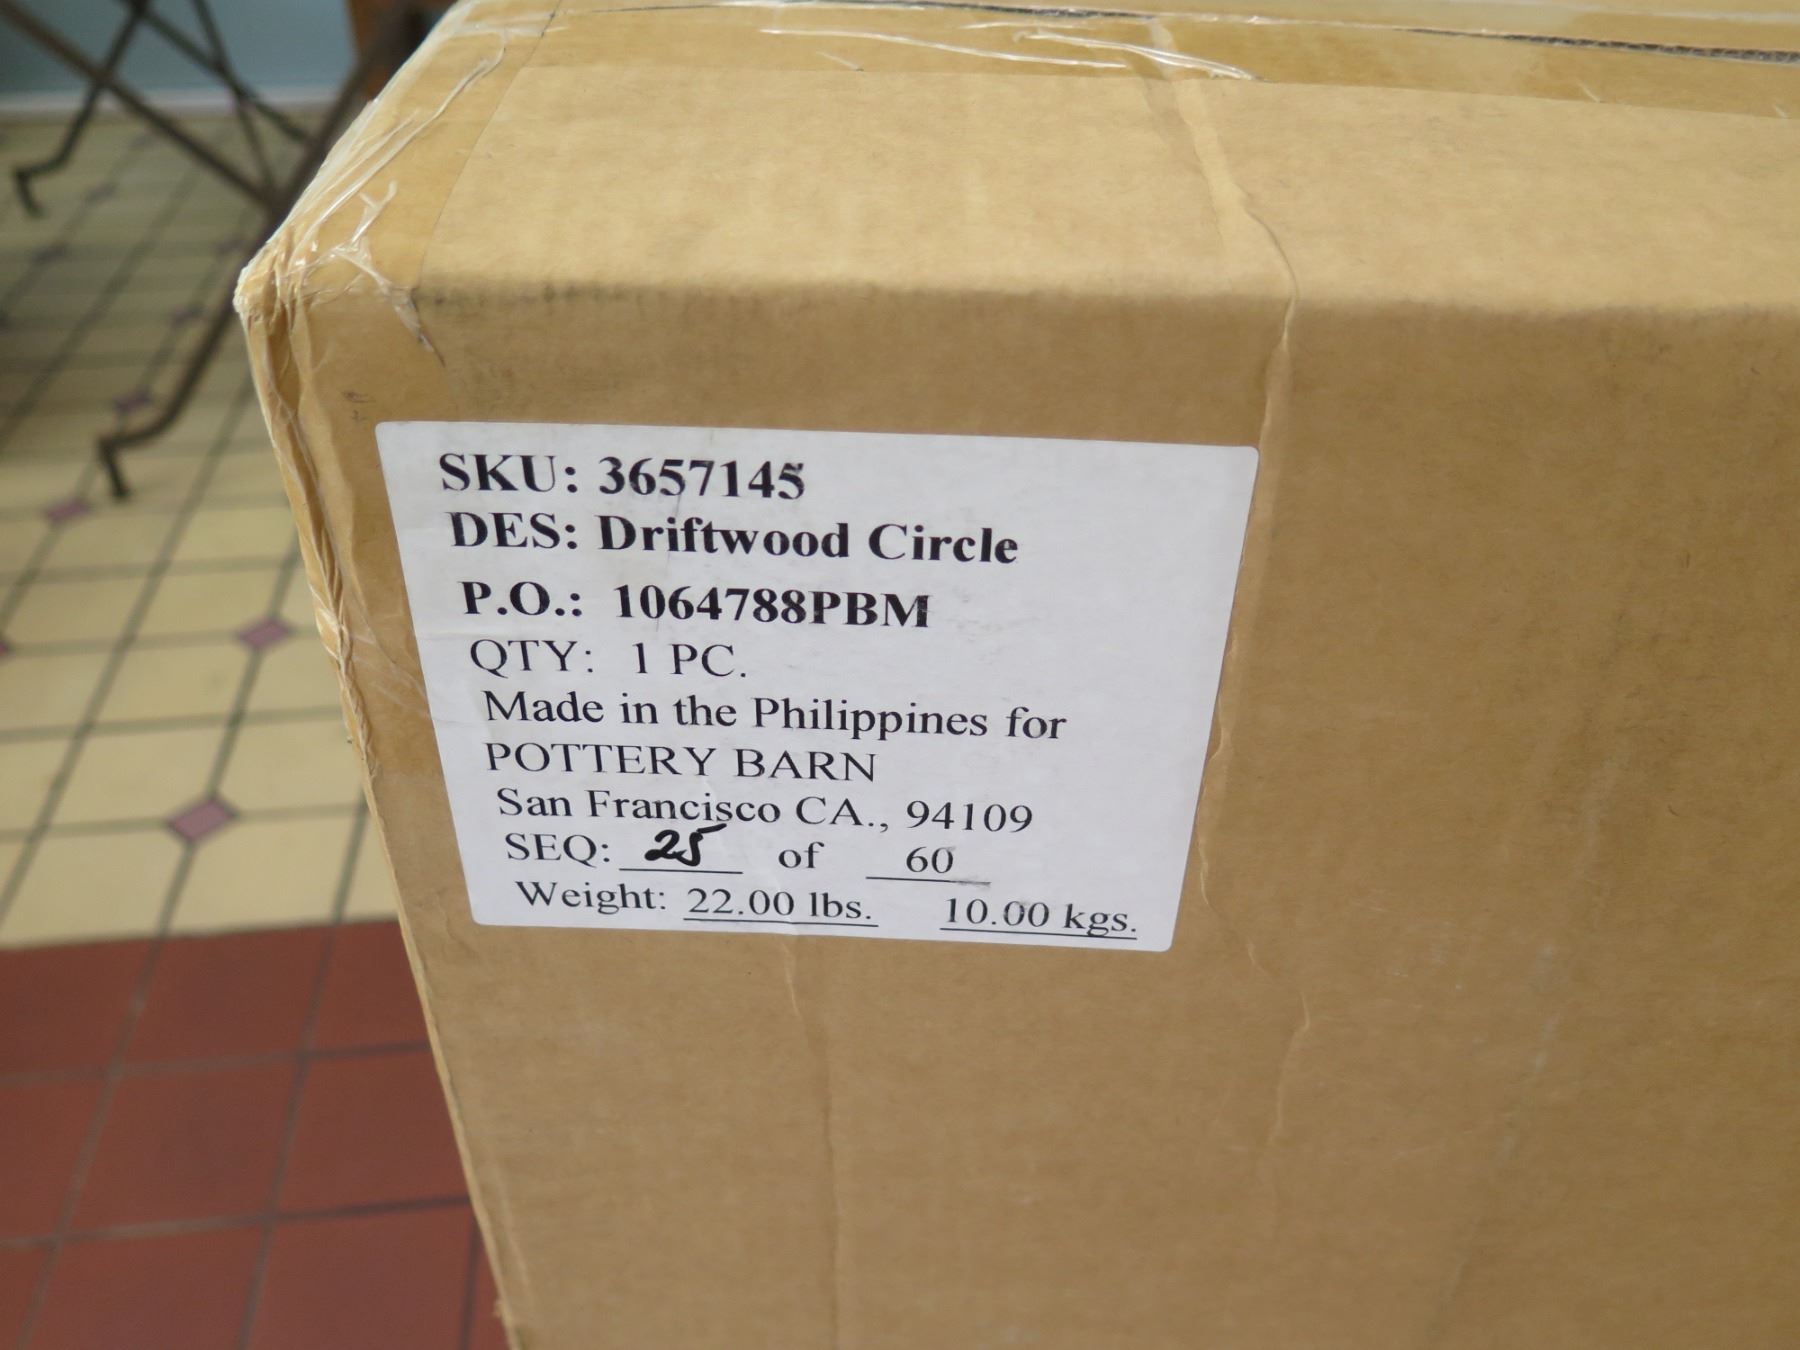 SKU: 3657145
DES: Driftwood Circle
P.O.: 1064788PBM
QTY: 1 PC.
Made in the Philippines for
POTTERY BARN
San Francisco CA., 94109
SEQ: 25 of 60
Weight: 22.00 lbs. 10.00 kgs.